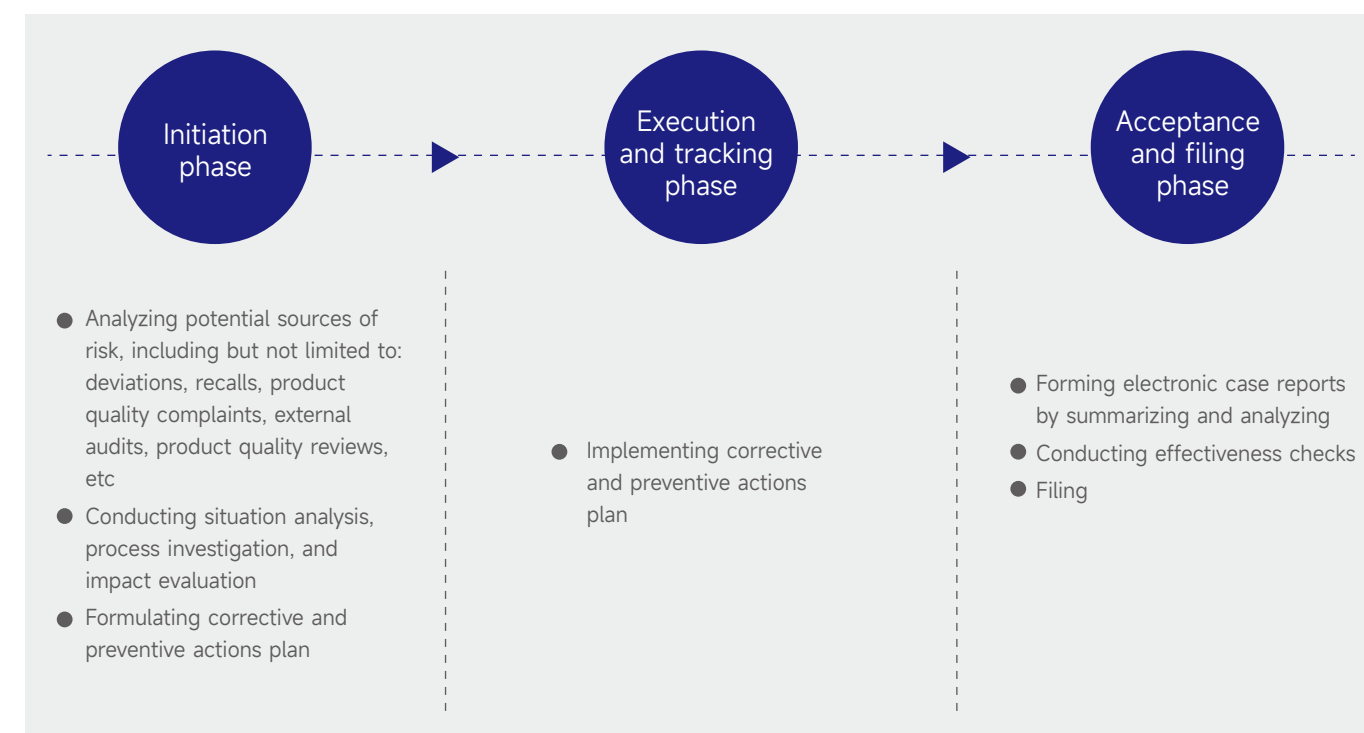 Initiation
phase
Execution
and tracking
phase
Acceptance
and filing
phase
● Analyzing potential sources of
risk, including but not limited to:
deviations, recalls, product
quality complaints, external
audits, product quality reviews,
etc
● Conducting situation analysis,
process investigation, and
impact evaluation
● Formulating corrective and
preventive actions plan
● Implementing corrective
and preventive actions
plan
● Forming electronic case reports
by summarizing and analyzing
● Conducting effectiveness checks
● Filing